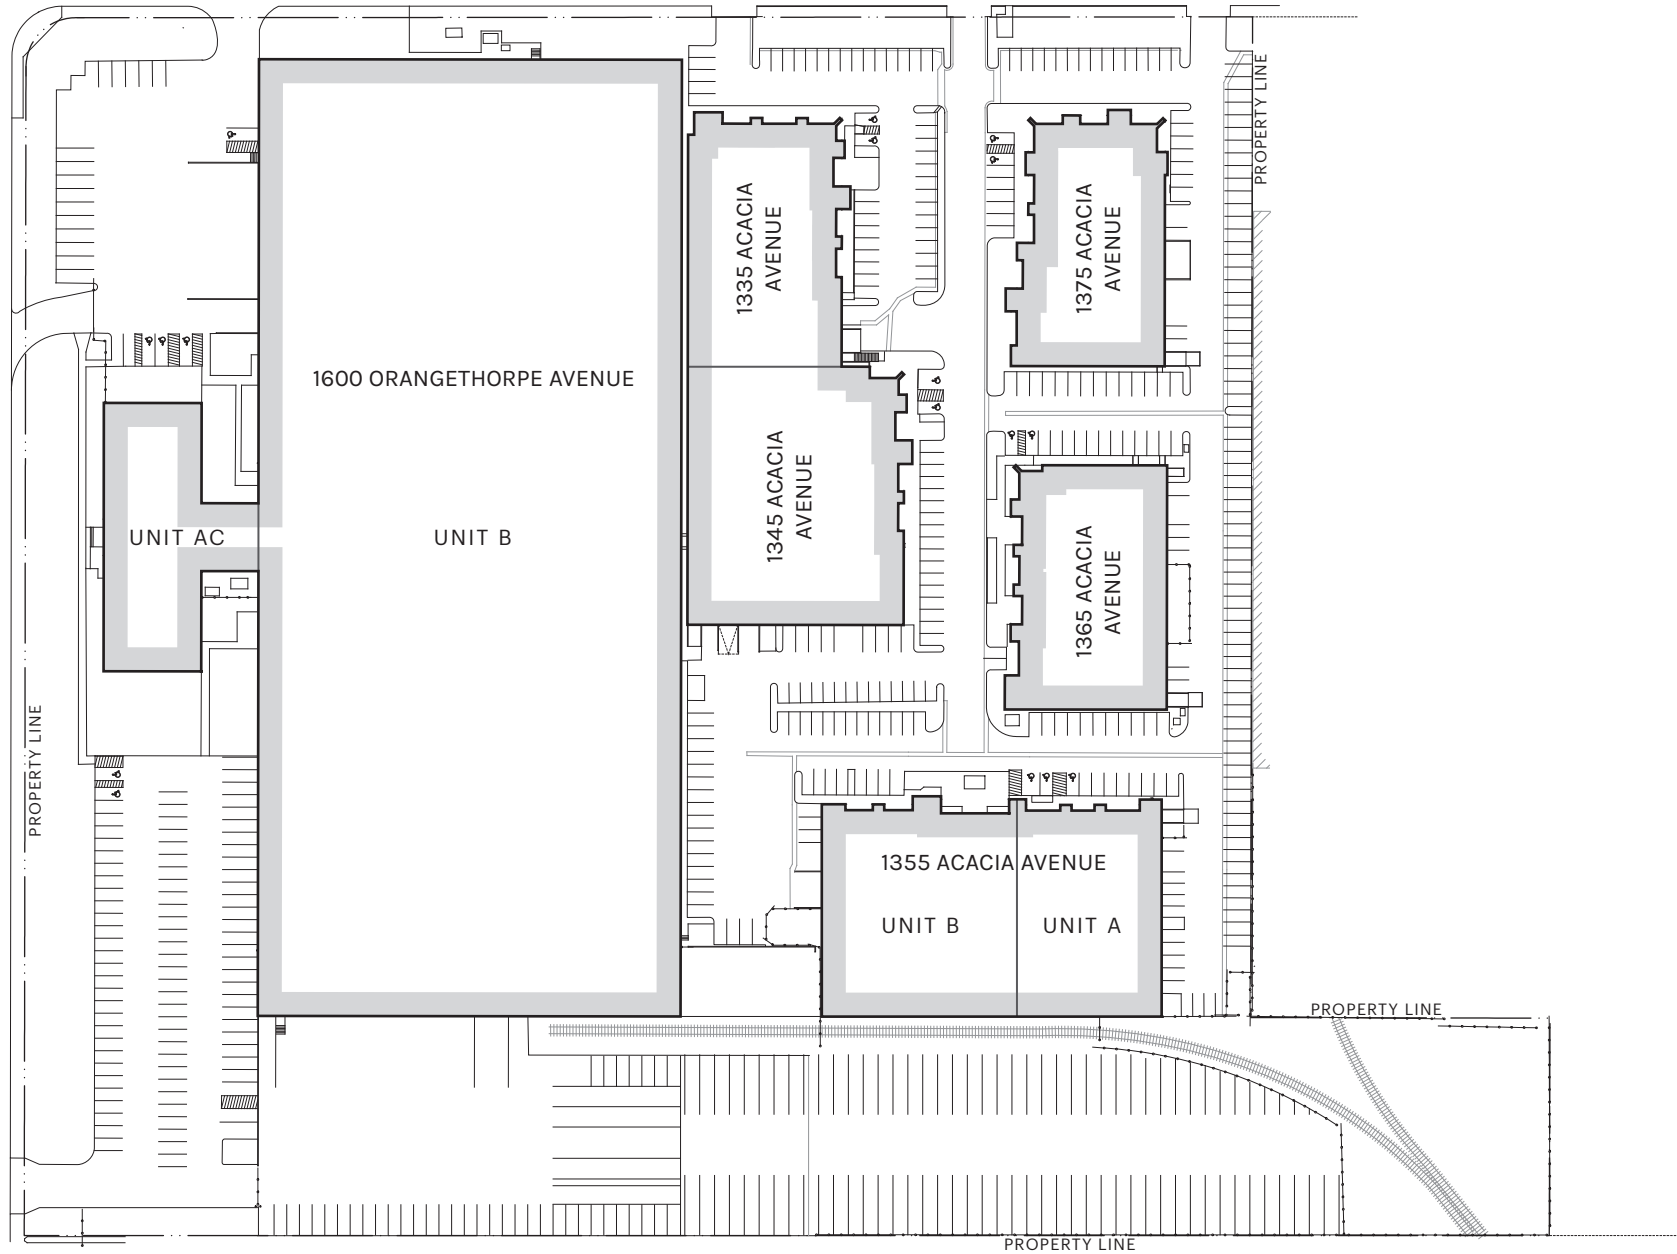 PROPERTY LINE
1335 ACACIA
AVENUE
1375 ACACIA
AVENUE
1600 ORANGETHORPE AVENUE
1345 ACACIA
AVENUE
UNIT AC
UNIT B
1365 ACACIA
AVENUE
PROPERTY LINE
1355 ACACIA AVENUE
UNIT B
UNIT A
PROPERTY LINE
PROPERTY LINE